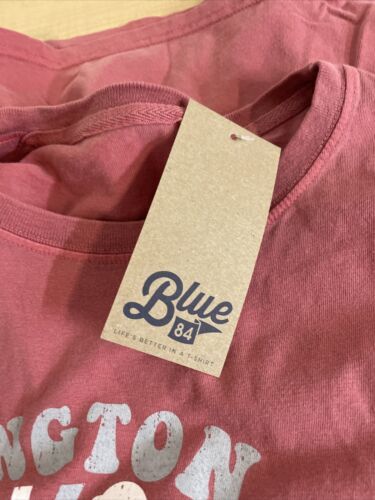 Blue
84
LIFE'S BETTER IN A T-SHIRT
NGTON